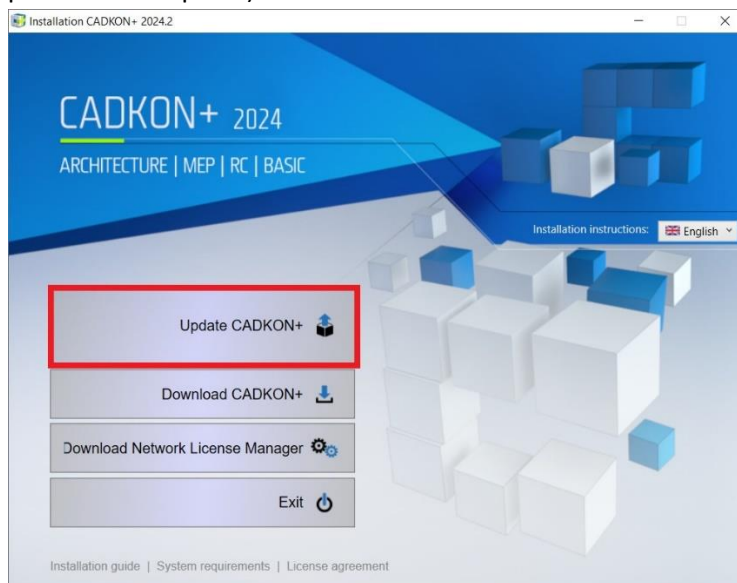 Installation CADKON+ 2024.2
CADKON+ 2024
ARCHITECTURE | MEP | RC | BASIC
Installation instructions: English
Update CADKON+
Download CADKON+
Download Network License Manager
Exit
Installation guide | System requirements | License agreement